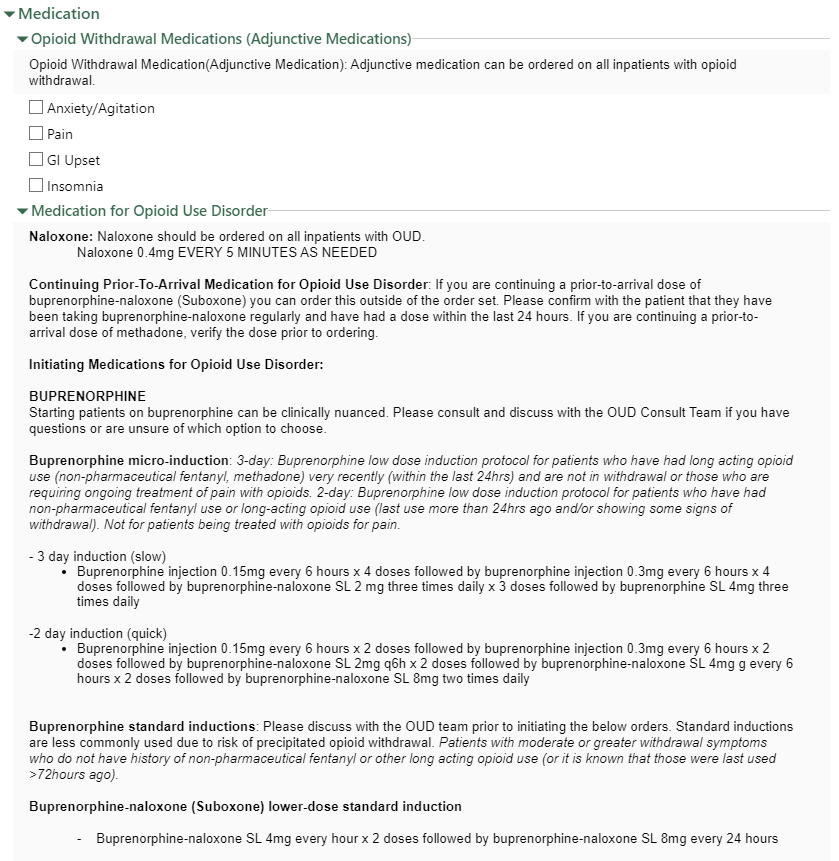 Medication
Opioid Withdrawal Medications (Adjunctive Medications)
Opioid Withdrawal Medication(Adjunctive Medication): Adjunctive medication can be ordered on all inpatients with opioid
withdrawal.
Anxiety/Agitation
Pain
GI Upset
Insomnia
Medication for Opioid Use Disorder
Naloxone: Naloxone should be ordered on all inpatients with OUD.
Naloxone 0.4mg EVERY 5 MINUTES AS NEEDED
Continuing Prior-To-Arrival Medication for Opioid Use Disorder: If you are continuing a prior-to-arrival dose of
buprenorphine-naloxone (Suboxone) you can order this outside of the order set. Please confirm with the patient that they have
been taking buprenorphine-naloxone regularly and have had a dose within the last 24 hours. If you are continuing a prior-to-
arrival dose of methadone, verify the dose prior to ordering.
Initiating Medications for Opioid Use Disorder:
BUPRENORPHINE
Starting patients on buprenorphine can be clinically nuanced. Please consult and discuss with the OUD Consult Team if you have
questions or are unsure of which option to choose.
Buprenorphine micro-induction: 3-day: Buprenorphine low dose induction protocol for patients who have had long acting opioid
use (non-pharmaceutical fentanyl, methadone) very recently (within the last 24hrs) and are not in withdrawal or those who are
requiring ongoing treatment of pain with opioids. 2-day: Buprenorphine low dose induction protocol for patients who have had
non-pharmaceutical fentanyl use or long-acting opioid use (last use more than 24hrs ago and/or showing some signs of
withdrawal). Not for patients being treated with opioids for pain.
- 3 day induction (slow)
• Buprenorphine injection 0.15mg every 6 hours x 4 doses followed by buprenorphine injection 0.3mg every 6 hours x 4
doses followed by buprenorphine-naloxone SL 2 mg three times daily x 3 doses followed by buprenorphine SL 4mg three
times daily
-2 day induction (quick)
• Buprenorphine injection 0.15mg every 6 hours x 2 doses followed by buprenorphine injection 0.3mg every 6 hours x 2
doses followed by buprenorphine-naloxone SL 2mg q6h x 2 doses followed by buprenorphine-naloxone SL 4mg g every 6
hours x 2 doses followed by buprenorphine-naloxone SL 8mg two times daily
Buprenorphine standard inductions: Please discuss with the OUD team prior to initiating the below orders. Standard inductions
are less commonly used due to risk of precipitated opioid withdrawal. Patients with moderate or greater withdrawal symptoms
who do not have history of non-pharmaceutical fentanyl or other long acting opioid use (or it is known that those were last used
>72hours ago).
Buprenorphine-naloxone (Suboxone) lower-dose standard induction
- Buprenorphine-naloxone SL 4mg every hour x 2 doses followed by buprenorphine-naloxone SL 8mg every 24 hours